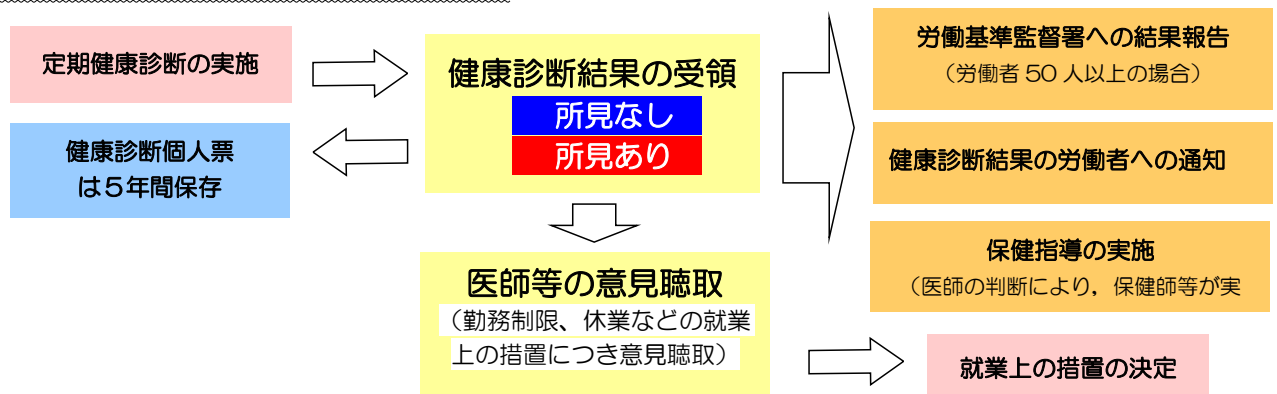 定期健康診断の実施
健康診断個人票
は５年間保存
健康診断結果の受領
所見なし
所見あり
医師等の意見聴取
（勤務制限、休業などの就業
上の措置につき意見聴取）
労働基準監督署への結果報告
（労働者 50 人以上の場合）
健康診断結果の労働者への通知
保健指導の実施
（医師の判断により，保健師等が実
就業上の措置の決定